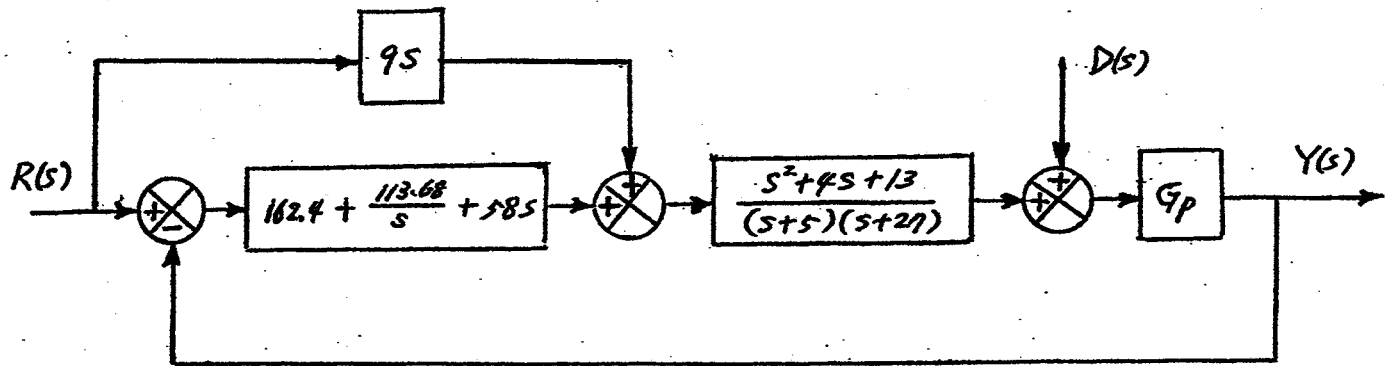 9s
D(s)
R(s)
+
−
162.4 + 113.68/s + 58s
+
+
s²+4s+13
(s+5)(s+27)
+
+
Gp
Y(s)